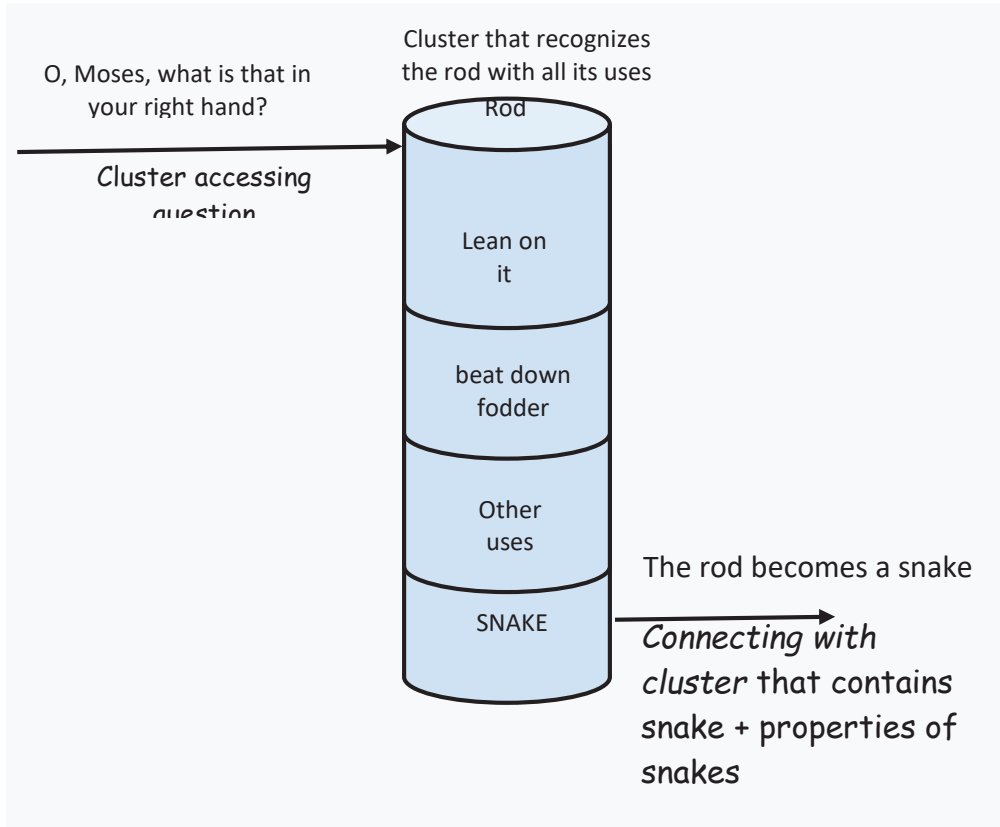 O, Moses, what is that in
your right hand?
Cluster accessing
question
Cluster that recognizes
the rod with all its uses
Rod
Lean on
it
beat down
fodder
Other
uses
SNAKE
The rod becomes a snake
Connecting with
cluster that contains
snake + properties of
snakes